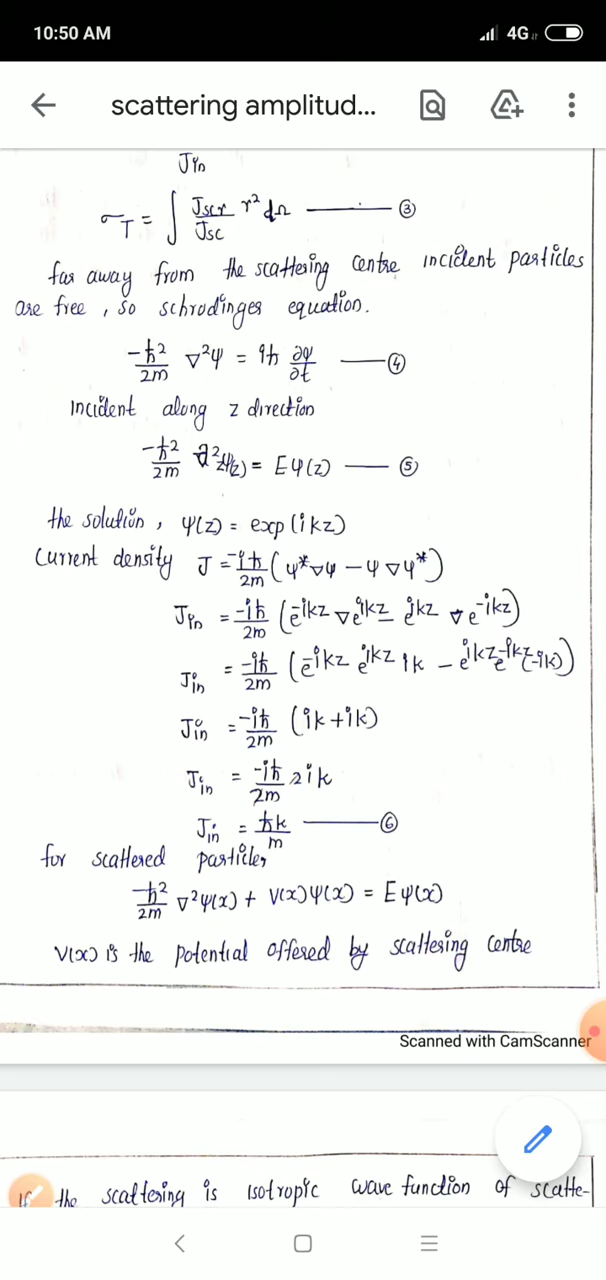 10:50 AM 4G
scattering amplitud...
Jin
σT = ∫ Jscr/Jsc r² dΩ —— ③
far away from the scattering centre incident particles
are free, so schrodinges equation.
-ħ²/2m ∇²ψ = iħ ∂ψ/∂t —— ④
Incident along z direction
-ħ²/2m = Eψ(z) —— ⑤
the solution, ψ(z) = exp(ikz)
Current density J = -iħ/2m (ψ*∇ψ - ψ∇ψ*)
Jin = -iħ/2m (e^-ikz ∇e^ikz - e^ikz ∇e^-ikz)
Jin = -iħ/2m (e^-ikz e^ikz ik - e^ikz e^-ikz(-ik))
Jin = -iħ/2m (ik+ik)
Jin = -iħ/2m 2ik
Jin = ħk/m —— ⑥
for scattered particles
-ħ²/2m ∇²ψ(x) + V(x)ψ(x) = Eψ(x)
V(x) is the potential offered by scattering centre
Scanned with CamScanner
If the scattering is isotropic wave function of scatte-